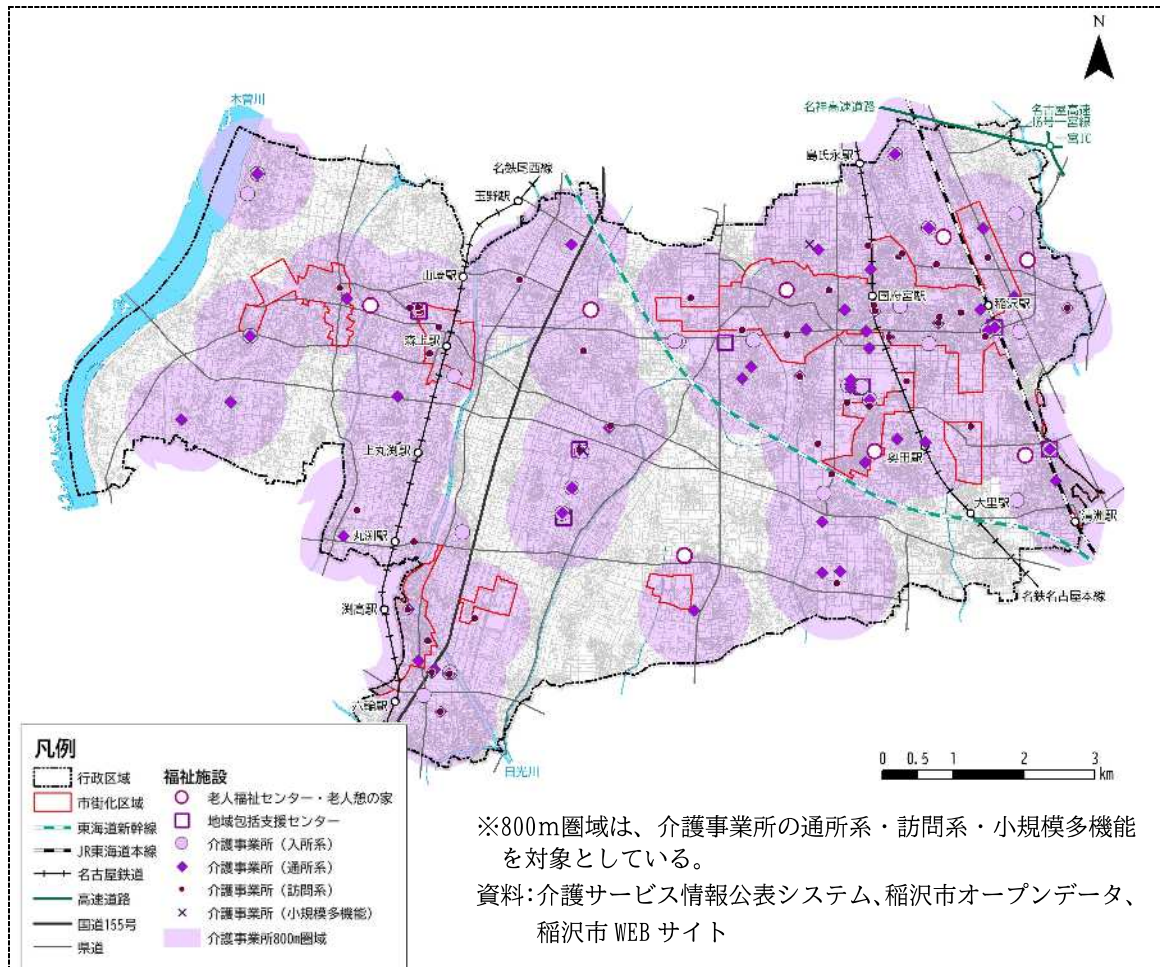 N
木曽川
名神高速道路
名古屋高速
16号一宮線
一宮IC
島氏永駅
名鉄尾西線
玉野駅
山崎駅
国府宮駅
稲沢駅
森上駅
上丸渕駅
奥田駅
大里駅
清洲駅
丸渕駅
渕高駅
名鉄名古屋本線
六輪駅
日光川
凡例
行政区域
市街化区域
東海道新幹線
JR東海道本線
名古屋鉄道
高速道路
国道155号
県道
福祉施設
老人福祉センター・老人憩の家
地域包括支援センター
介護事業所（入所系）
介護事業所（通所系）
介護事業所（訪問系）
介護事業所（小規模多機能）
介護事業所800m圏域
0 0.5 1 2 3
km
※800ｍ圏域は、介護事業所の通所系・訪問系・小規模多機能
を対象としている。
資料：介護サービス情報公表システム、稲沢市オープンデータ、
稲沢市 WEB サイト